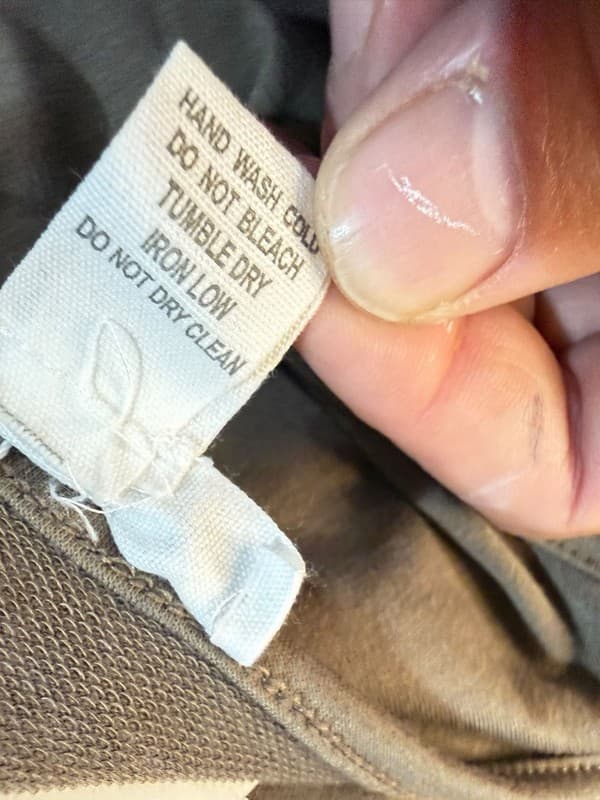 HAND WASH COLD
DO NOT BLEACH
TUMBLE DRY
IRON LOW
DO NOT DRY CLEAN